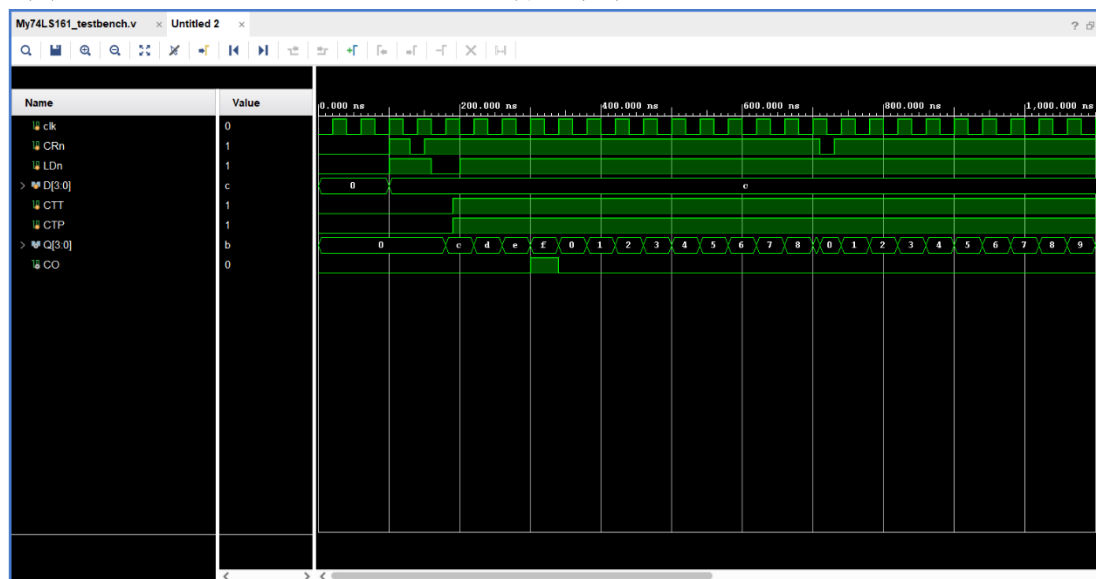 My74LS161_testbench.v × Untitled 2 ×
?
Name Value
0.000 ns 200.000 ns 400.000 ns 600.000 ns 800.000 ns 1,000.000 ns
clk 0
CRn 1
LDn 1
> D[3:0] c 0 c
CTT 1
CTP 1
> Q[3:0] b 0 c d e f 0 1 2 3 4 5 6 7 8 0 1 2 3 4 5 6 7 8 9
CO 0